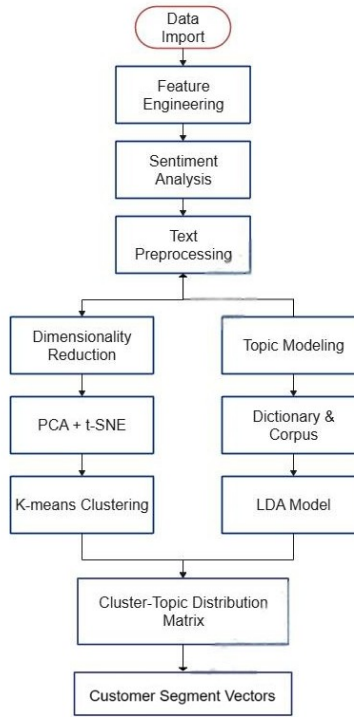 Data
Import
Feature
Engineering
Sentiment
Analysis
Text
Preprocessing
Dimensionality
Reduction
Topic Modeling
PCA + t-SNE
Dictionary &
Corpus
K-means Clustering
LDA Model
Cluster-Topic Distribution
Matrix
Customer Segment Vectors